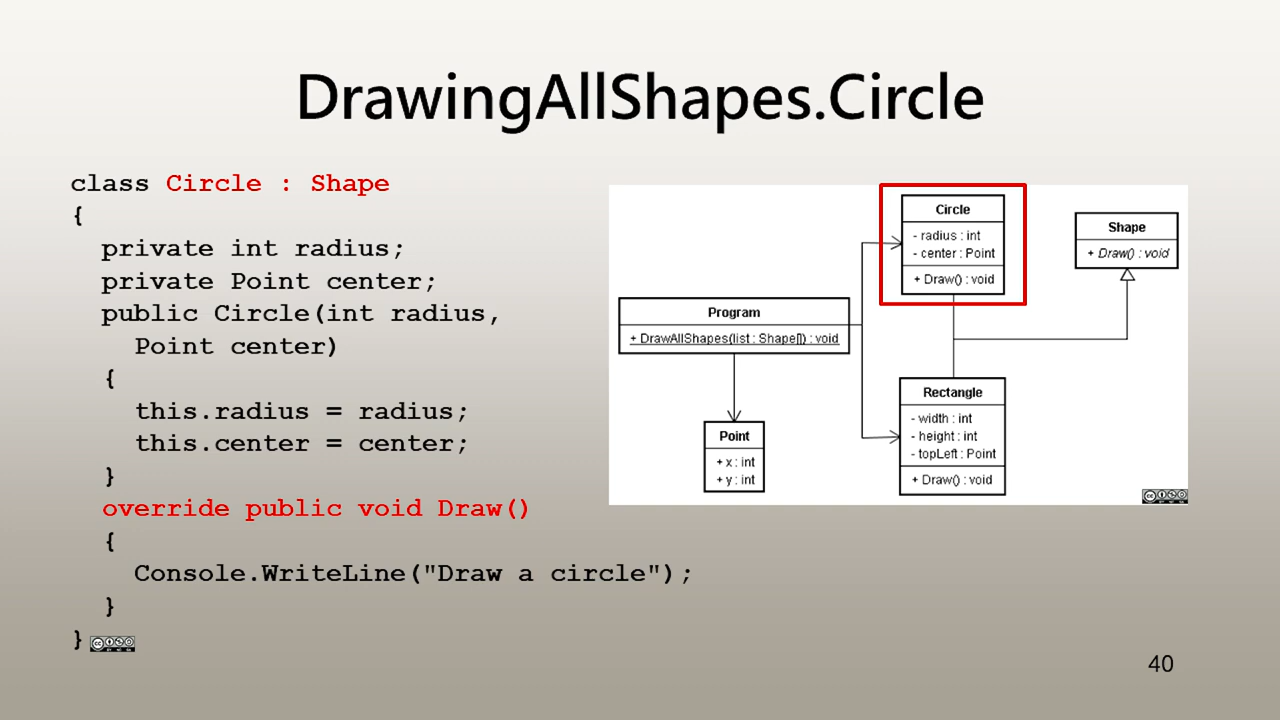 DrawingAllShapes.Circle
class Circle : Shape
{
private int radius;
private Point center;
public Circle(int radius,
Point center)
{
this.radius = radius;
this.center = center;
}
override public void Draw()
{
Console.WriteLine("Draw a circle");
}
}
Circle
- radius : int
- center : Point
+ Draw() : void
Shape
+ Draw() : void
Program
+ DrawAllShapes(list : Shape[]) : void
Point
+ x : int
+ y : int
Rectangle
- width : int
- height : int
- topLeft : Point
+ Draw() : void
40